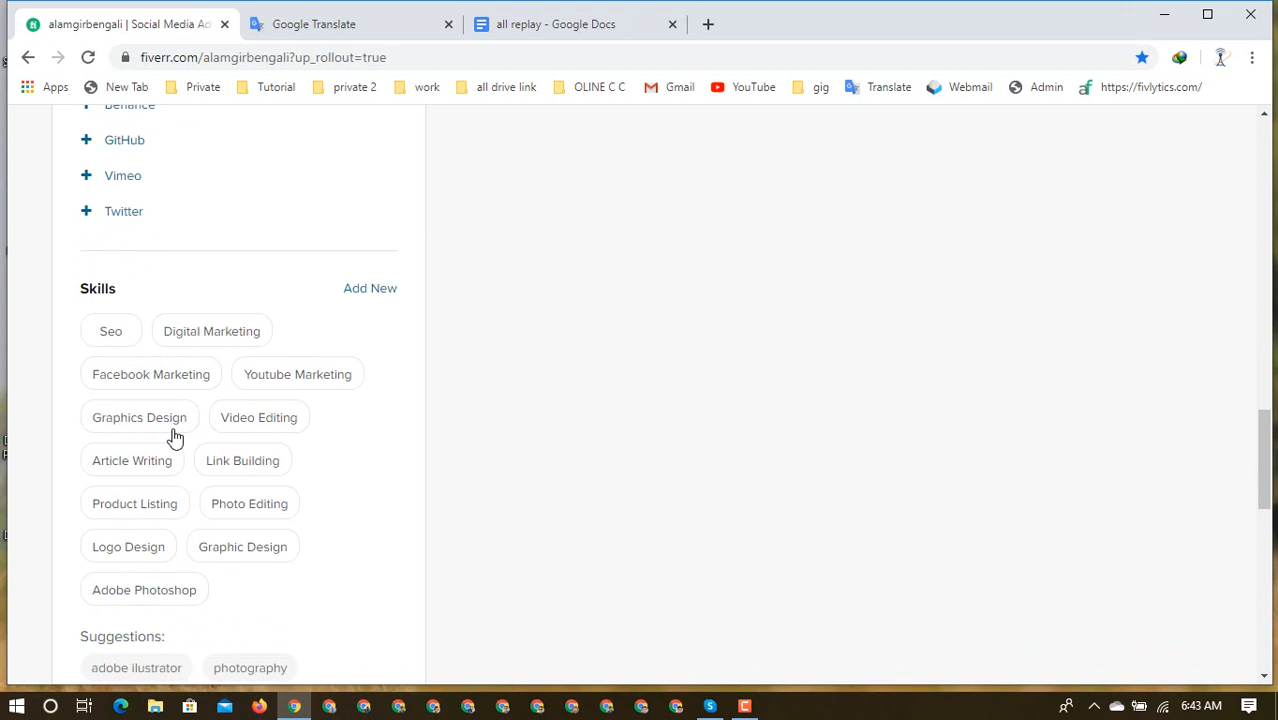 alamgirbengali | Social Media Ad
Google Translate
all replay - Google Docs
fiverr.com/alamgirbengali?up_rollout=true
Apps
New Tab
Private
Tutorial
private 2
work
all drive link
OLINE C C
Gmail
YouTube
gig
Translate
Webmail
Admin
https://fivlytics.com/
Behance
GitHub
Vimeo
Twitter
Skills
Add New
Seo
Digital Marketing
Facebook Marketing
Youtube Marketing
Graphics Design
Video Editing
Article Writing
Link Building
Product Listing
Photo Editing
Logo Design
Graphic Design
Adobe Photoshop
Suggestions:
adobe ilustrator
photography
6:43 AM